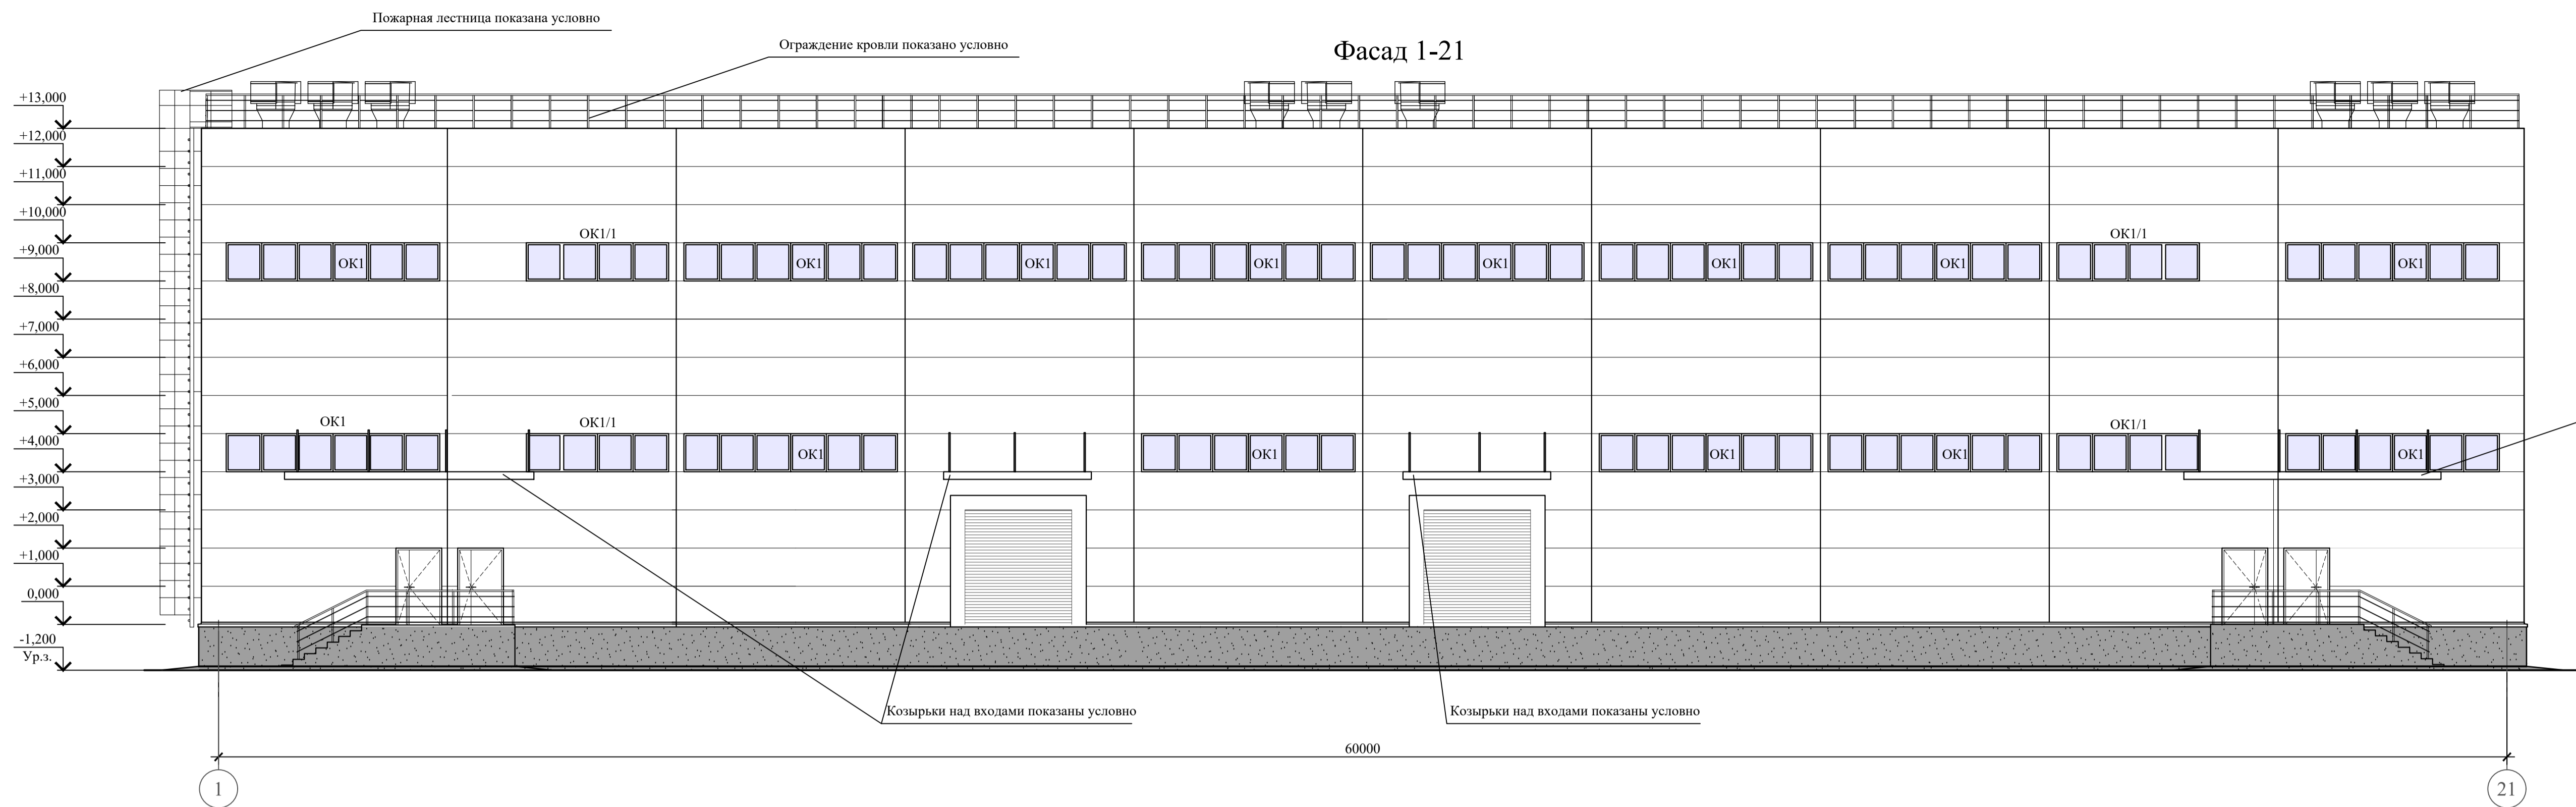 Пожарная лестница показана условно
Ограждение кровли показано условно
Фасад 1-21
+13,000
+12,000
+11,000
+10,000
+9,000
+8,000
+7,000
+6,000
+5,000
+4,000
+3,000
+2,000
+1,000
0,000
-1,200
Ур.з.
ОК1/1
ОК1/1
ОК1
ОК1
ОК1
ОК1
ОК1
ОК1
ОК1
ОК1
ОК1
ОК1/1
ОК1/1
ОК1
ОК1
ОК1
ОК1
ОК1
Козырьки над входами показаны условно
Козырьки над входами показаны условно
60000
1
21